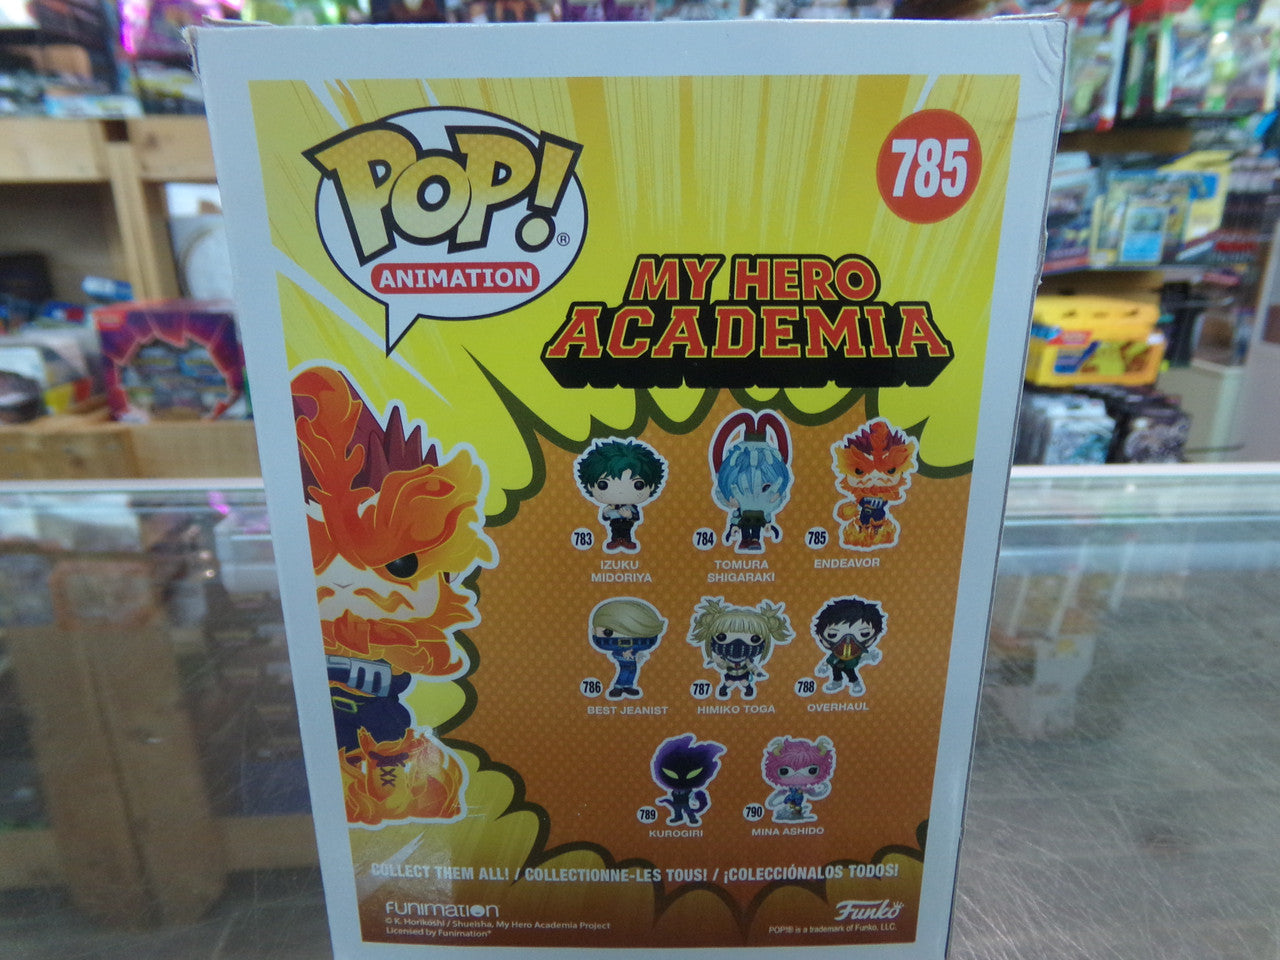 POP!®
ANIMATION
785
MY HERO
ACADEMIA
783
IZUKU
MIDORIYA
784
TOMURA
SHIGARAKI
785
ENDEAVOR
786
BEST JEANIST
787
HIMIKO TOGA
788
OVERHAUL
789
KUROGIRI
790
MINA ASHIDO
COLLECT THEM ALL! / COLLECTIONNE-LES TOUS! / ¡COLECCIÓNALOS TODOS!
FUNIMATION
© K. Horikoshi / Shueisha, My Hero Academia Project
Licensed by Funimation®
Funko
POP!® is a trademark of Funko, LLC.